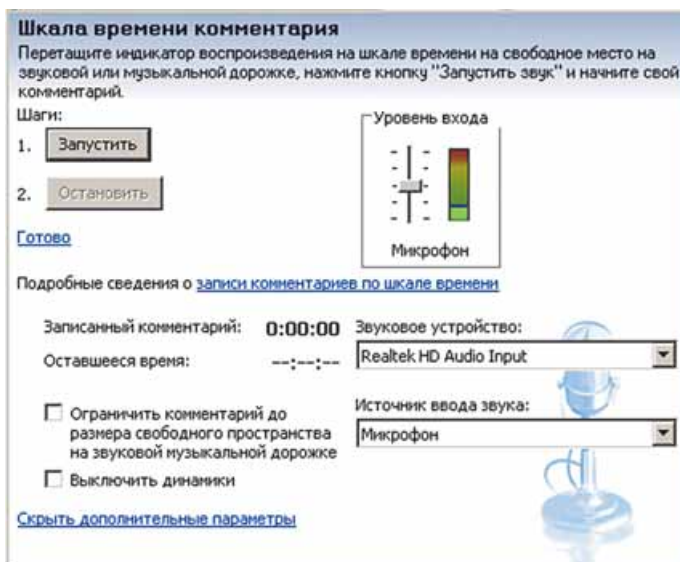 Шкала времени комментария
Перетащите индикатор воспроизведения на шкале времени на свободное место на
звуковой или музыкальной дорожке, нажмите кнопку "Запустить звук" и начните свой
комментарий.
Шаги:
1. Запустить
2. Остановить
Готово
Уровень входа
Микрофон
Подробные сведения о записи комментариев по шкале времени
Записанный комментарий: 0:00:00
Оставшееся время: --:--:--
Звуковое устройство:
Realtek HD Audio Input
Ограничить комментарий до
размера свободного пространства
на звуковой музыкальной дорожке
Выключить динамики
Источник ввода звука:
Микрофон
Скрыть дополнительные параметры